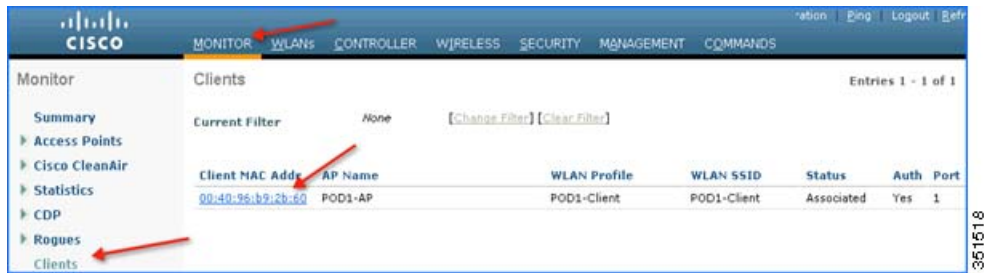 ration Ping Logout Refr
CISCO
MONITOR WLANs CONTROLLER WIRELESS SECURITY MANAGEMENT COMMANDS
Monitor
Summary
Access Points
Cisco CleanAir
Statistics
CDP
Rogues
Clients
Clients
Entries 1 - 1 of 1
Current Filter None [Change Filter] [Clear Filter]
Client MAC Addr AP Name WLAN Profile WLAN SSID Status Auth Port
00:40:96:b9:2b:60 POD1-AP POD1-Client POD1-Client Associated Yes 1
351518